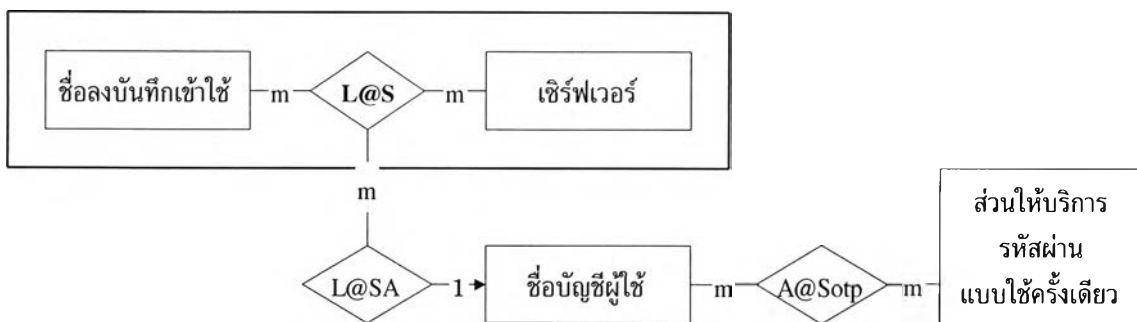 ชื่อลงบันทึกเข้าใช้ m L@S m เซิร์ฟเวอร์
m
L@SA 1 ชื่อบัญชีผู้ใช้ m A@Sotp m
ส่วนให้บริการ
รหัสผ่าน
แบบใช้ครั้งเดียว